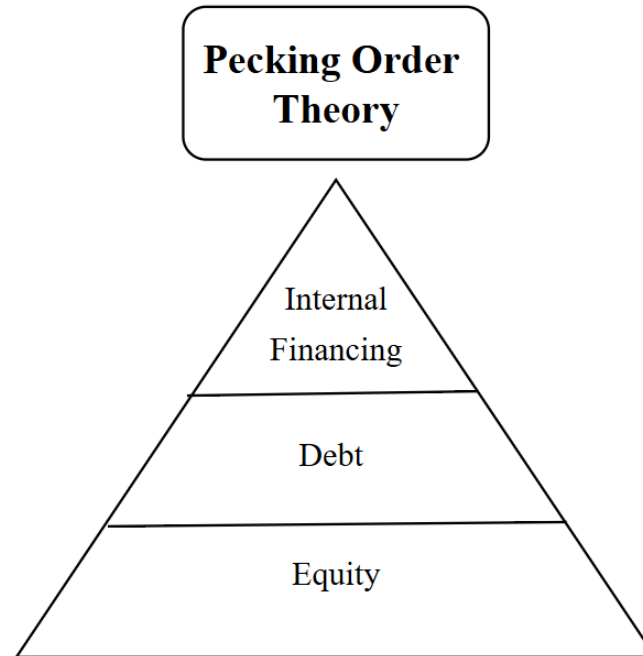 Pecking Order
Theory
Internal
Financing
Debt
Equity